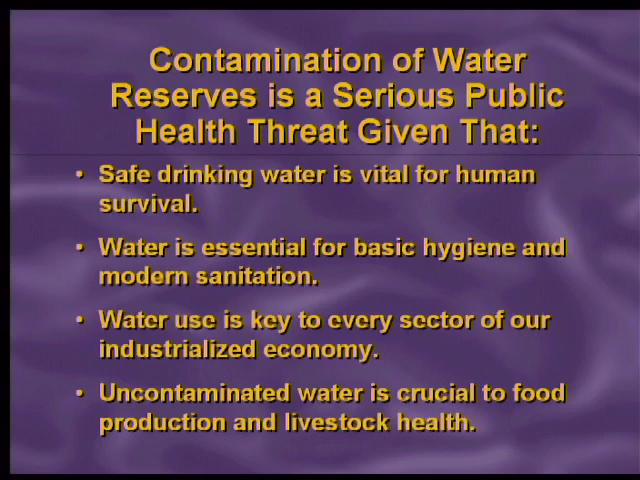 Contamination of Water
Reserves is a Serious Public
Health Threat Given That:
• Safe drinking water is vital for human
survival.
• Water is essential for basic hygiene and
modern sanitation.
• Water use is key to every sector of our
industrialized economy.
• Uncontaminated water is crucial to food
production and livestock health.